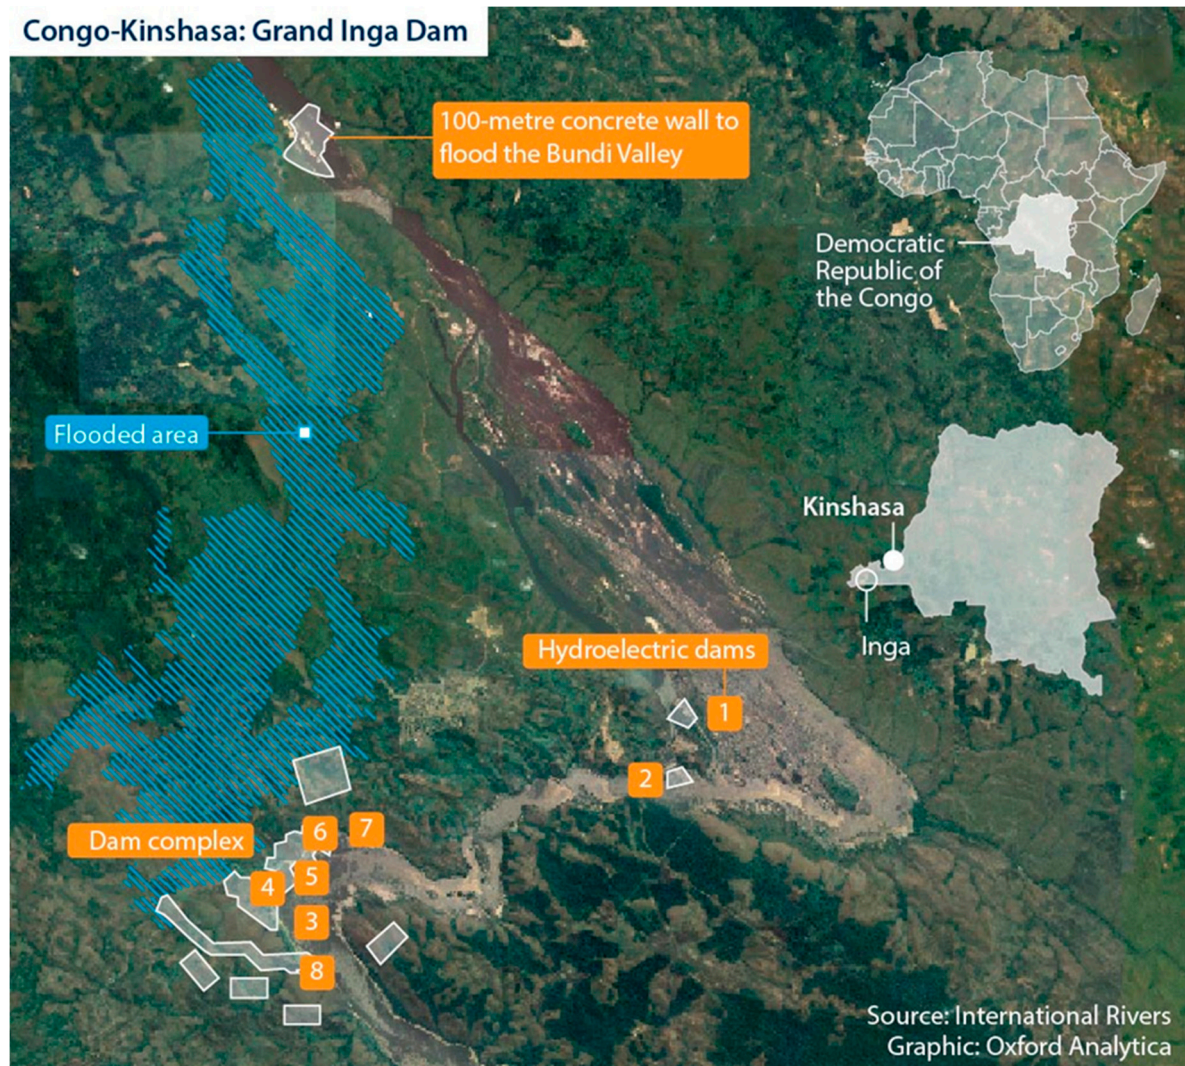 Congo-Kinshasa: Grand Inga Dam
100-metre concrete wall to
flood the Bundi Valley
Democratic
Republic of
the Congo
Flooded area
Kinshasa
Inga
Hydroelectric dams
1
2
Dam complex
6
7
5
4
3
8
Source: International Rivers
Graphic: Oxford Analytica